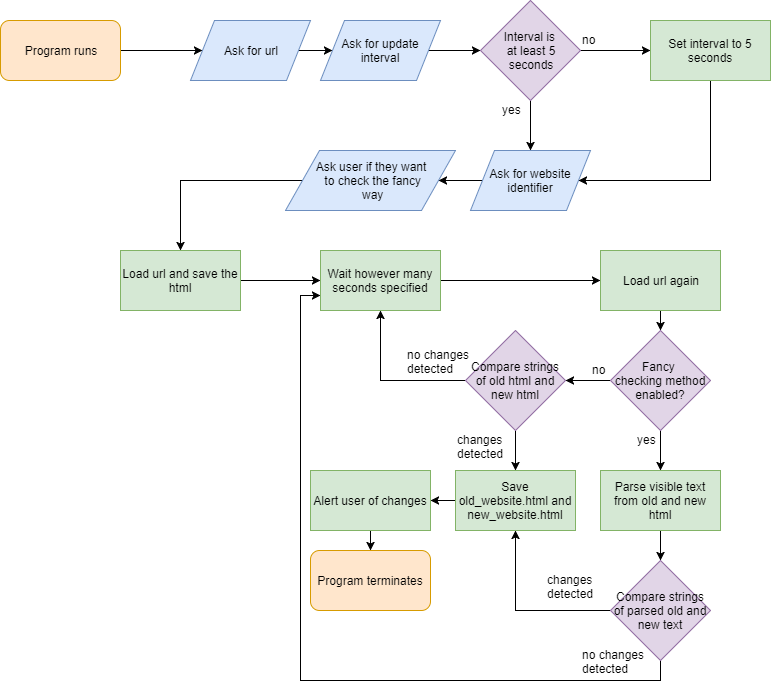 Program runs
Ask for url
Ask for update
interval
Interval is
at least 5
seconds
no
Set interval to 5
seconds
yes
Ask user if they want
to check the fancy
way
Ask for website
identifier
Load url and save the
html
Wait however many
seconds specified
Load url again
no changes
detected
Compare strings
of old html and
new html
no
Fancy
checking method
enabled?
changes
detected
yes
Alert user of changes
Save
old_website.html and
new_website.html
Parse visible text
from old and new
html
Program terminates
changes
detected
Compare strings
of parsed old and
new text
no changes
detected